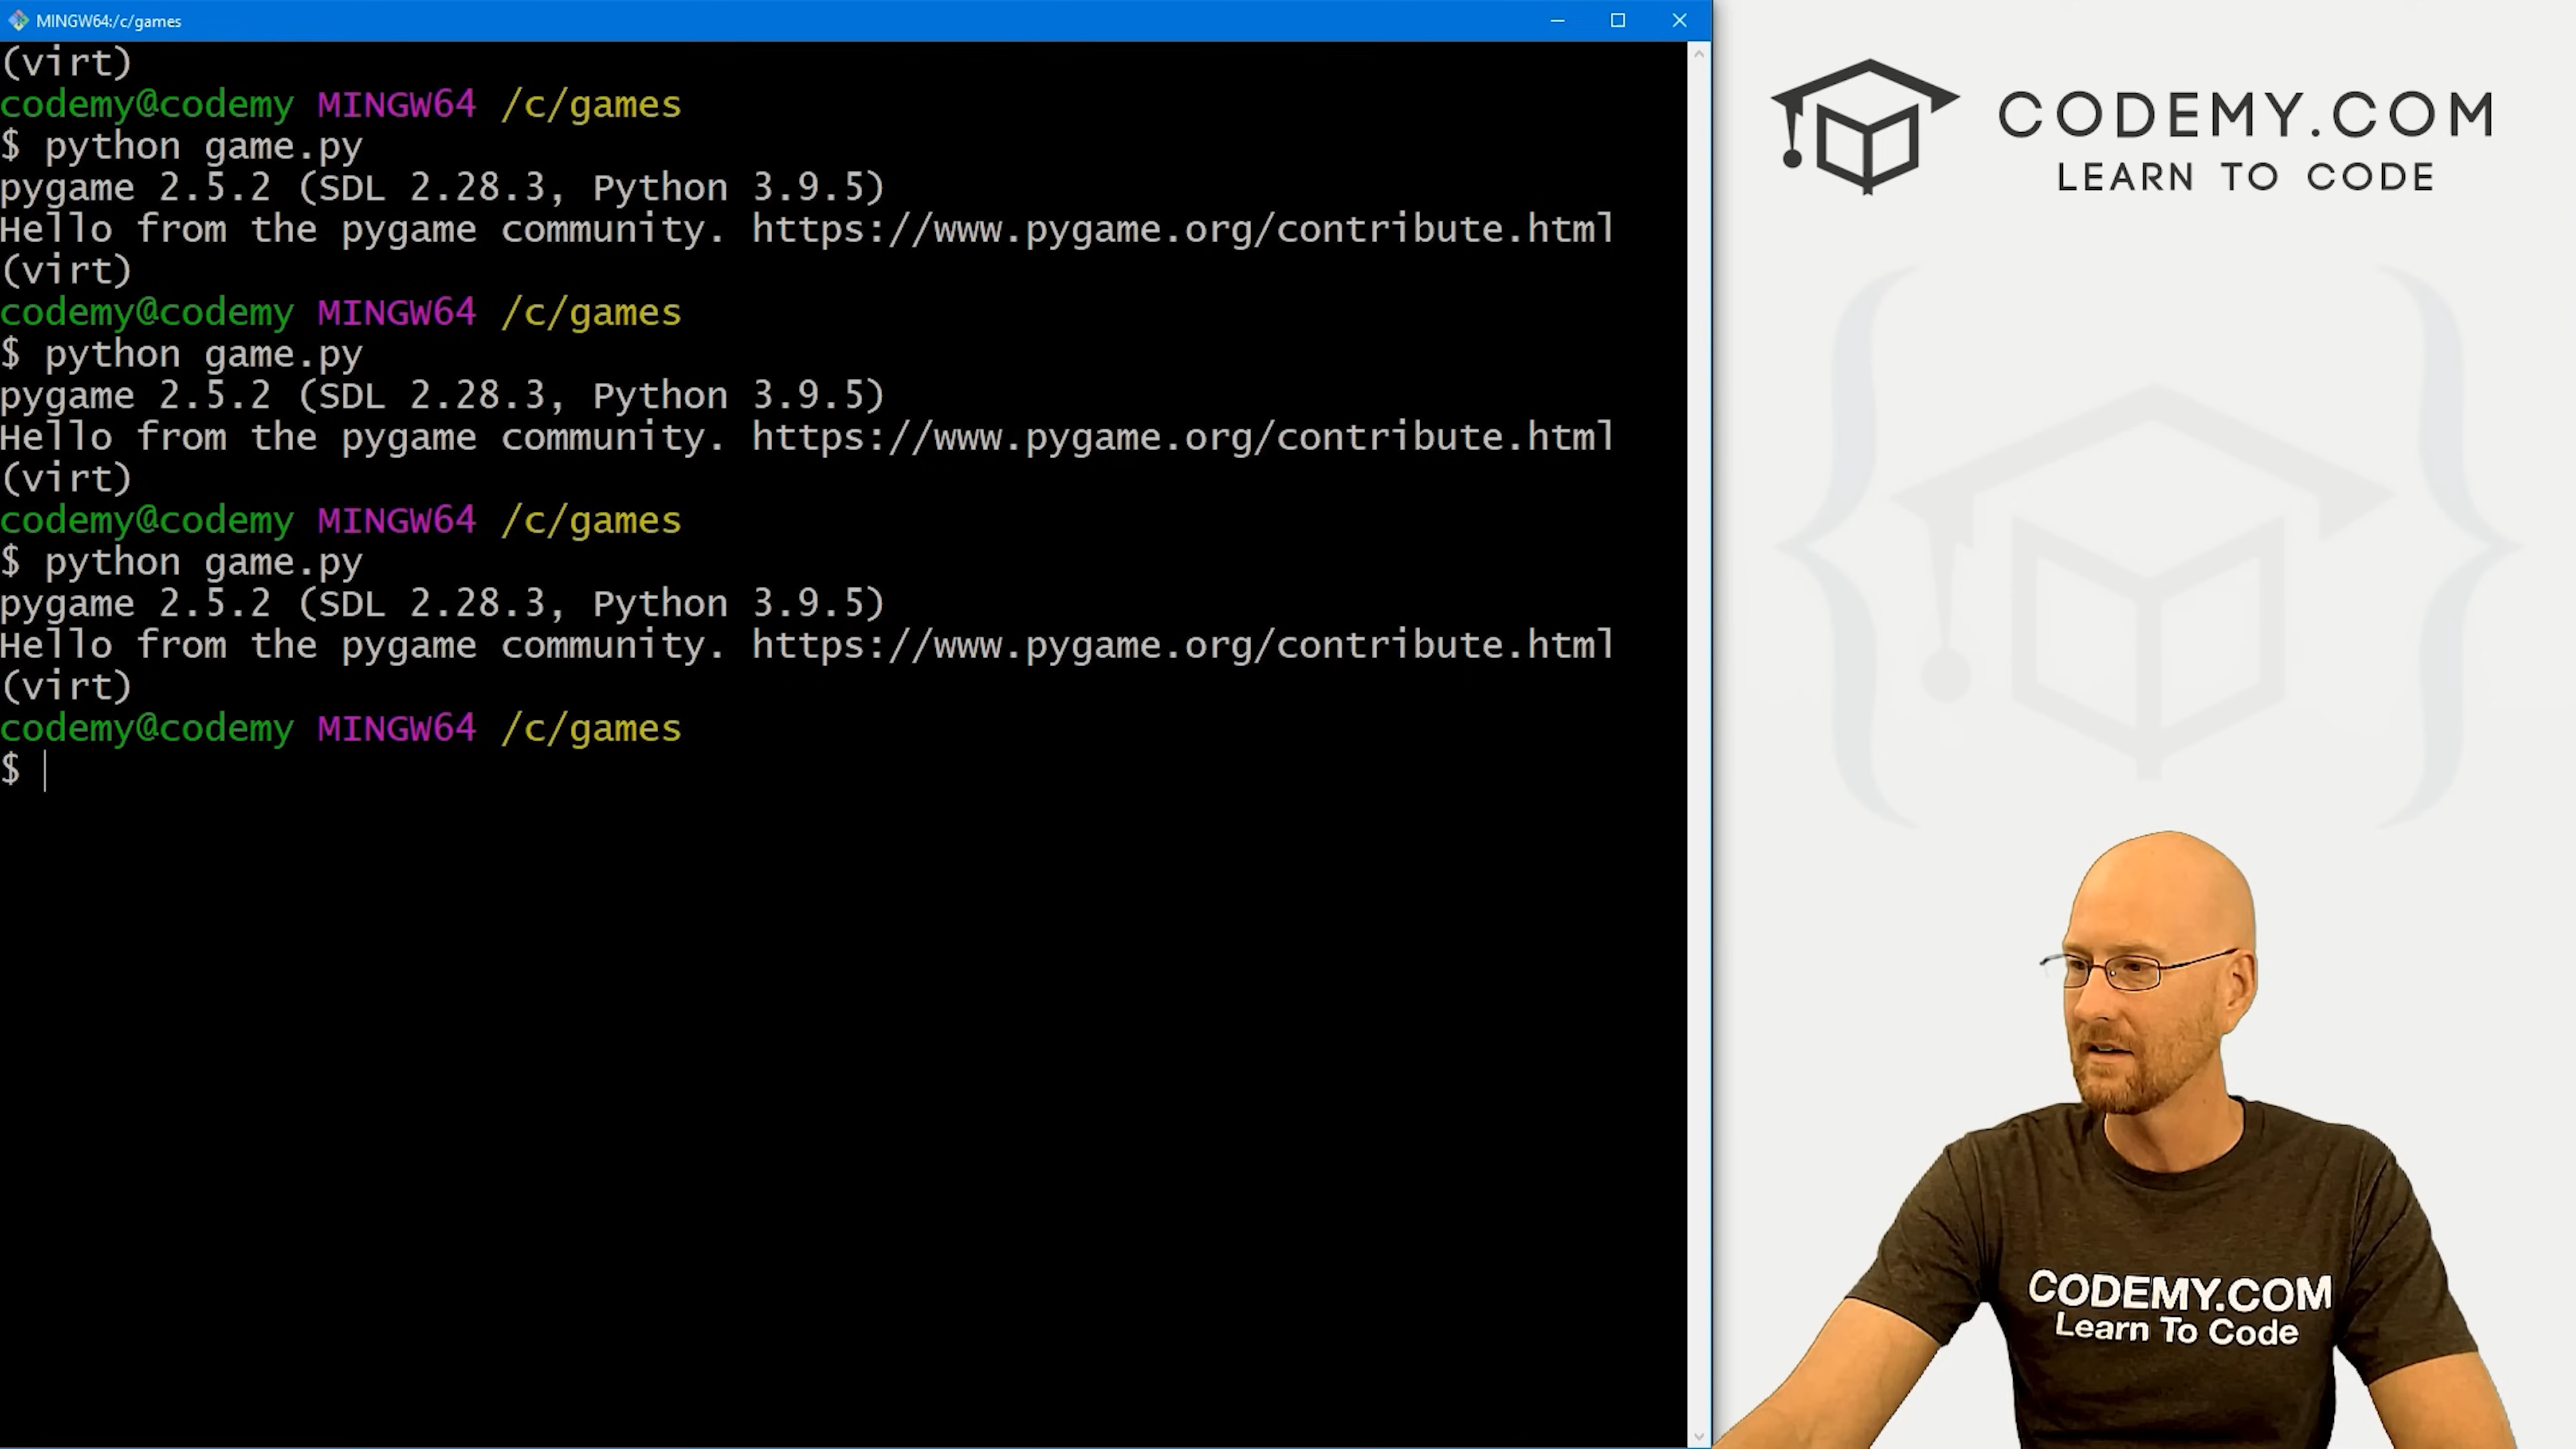 MINGW64:/c/games
(virt)
codemy@codemy MINGW64 /c/games
$ python game.py
pygame 2.5.2 (SDL 2.28.3, Python 3.9.5)
Hello from the pygame community. https://www.pygame.org/contribute.html
(virt)
codemy@codemy MINGW64 /c/games
$ python game.py
pygame 2.5.2 (SDL 2.28.3, Python 3.9.5)
Hello from the pygame community. https://www.pygame.org/contribute.html
(virt)
codemy@codemy MINGW64 /c/games
$ python game.py
pygame 2.5.2 (SDL 2.28.3, Python 3.9.5)
Hello from the pygame community. https://www.pygame.org/contribute.html
(virt)
codemy@codemy MINGW64 /c/games
$
CODEMY.COM
LEARN TO CODE
CODEMY.COM
Learn To Code